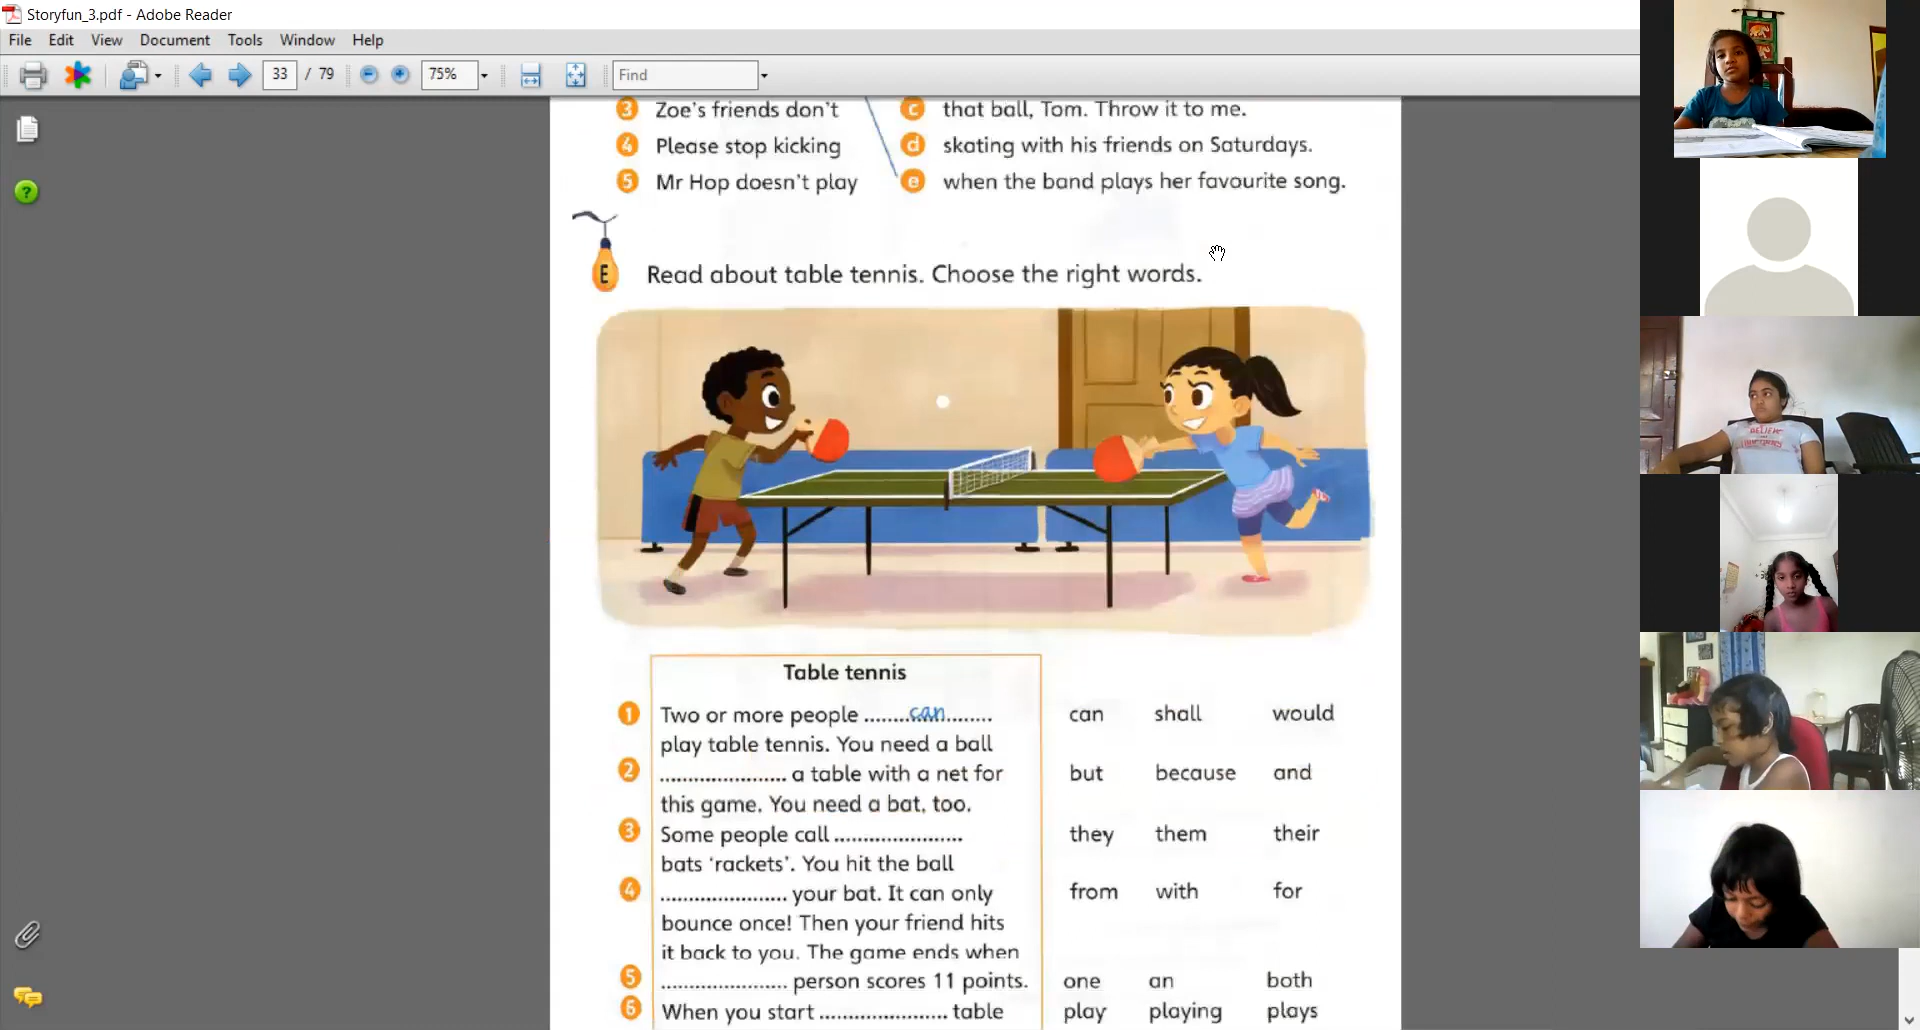 Storyfun_3.pdf - Adobe Reader
File Edit View Document Tools Window Help
33 / 79 75% Find
3 Zoe's friends don't c that ball, Tom. Throw it to me.
4 Please stop kicking d skating with his friends on Saturdays.
5 Mr Hop doesn't play e when the band plays her favourite song.
E Read about table tennis. Choose the right words.
Table tennis
1 Two or more people ........can........ can shall would
play table tennis. You need a ball
2 ...................... a table with a net for but because and
this game. You need a bat, too.
3 Some people call ...................... they them their
bats 'rackets'. You hit the ball
4 ...................... your bat. It can only from with for
bounce once! Then your friend hits
it back to you. The game ends when
5 ...................... person scores 11 points. one an both
6 When you start ...................... table play playing plays